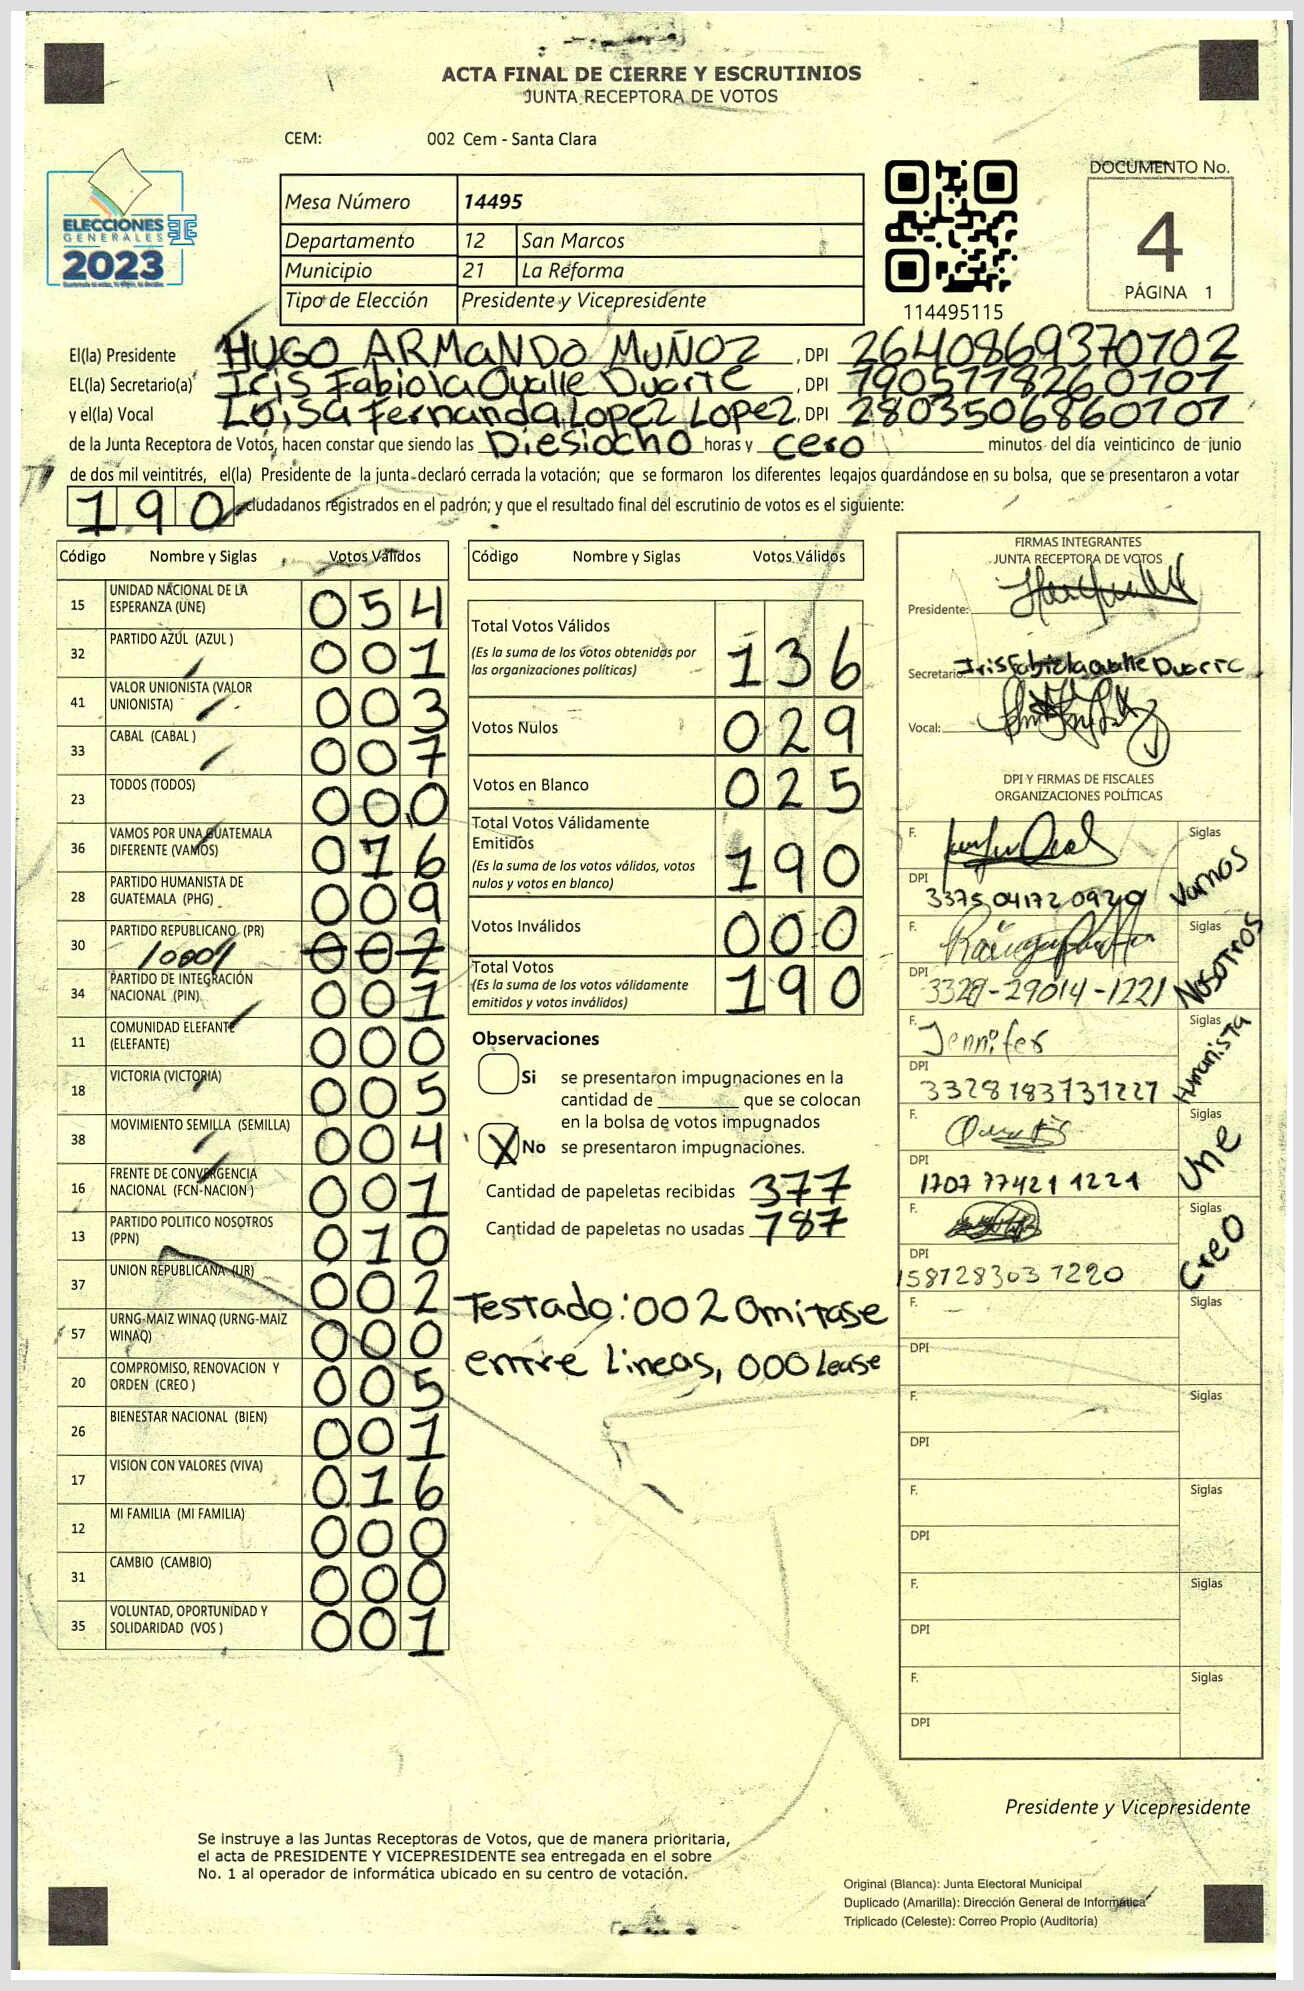 ACTA FINAL DE CIERRE Y ESCRUTINIOS
JUNTA RECEPTORA DE VOTOS
CEM: 002 Cem - Santa Clara
ELECCIONES
GENERALES
2023
Mesa Número 14495
Departamento 12 San Marcos
Municipio 21 La Reforma
Tipo de Elección Presidente y Vicepresidente
114495115
DOCUMENTO No.
4
PÁGINA 1
El(la) Presidente HUGO ARMANDO MUÑOZ, DPI 2640869370102
EL(la) Secretario(a) Iris Fabiola Ovalle Duarte, DPI 1905778260101
y el(la) Vocal Loisa Fernanda Lopez Lopez, DPI 2803506860101
de la Junta Receptora de Votos, hacen constar que siendo las Diesiocho horas y cero minutos del día veinticinco de junio
de dos mil veintitrés, el(la) Presidente de la junta declaró cerrada la votación; que se formaron los diferentes legajos guardándose en su bolsa, que se presentaron a votar
190 ciudadanos registrados en el padrón; y que el resultado final del escrutinio de votos es el siguiente:
Código Nombre y Siglas Votos Válidos
15 UNIDAD NACIONAL DE LA ESPERANZA (UNE) 054
32 PARTIDO AZUL (AZUL ) 001
41 VALOR UNIONISTA (VALOR UNIONISTA) 003
33 CABAL (CABAL ) 007
23 TODOS (TODOS) 000
36 VAMOS POR UNA GUATEMALA DIFERENTE (VAMOS) 016
28 PARTIDO HUMANISTA DE GUATEMALA (PHG) 009
30 PARTIDO REPUBLICANO (PR) /000/ 002
34 PARTIDO DE INTEGRACIÓN NACIONAL (PIN) 001
11 COMUNIDAD ELEFANTE (ELEFANTE) 000
18 VICTORIA (VICTORIA) 005
38 MOVIMIENTO SEMILLA (SEMILLA) 004
16 FRENTE DE CONVERGENCIA NACIONAL (FCN-NACION ) 001
13 PARTIDO POLITICO NOSOTROS (PPN) 010
37 UNION REPUBLICANA (UR) 002
57 URNG-MAIZ WINAQ (URNG-MAIZ WINAQ) 000
20 COMPROMISO, RENOVACION Y ORDEN (CREO ) 005
26 BIENESTAR NACIONAL (BIEN) 001
17 VISION CON VALORES (VIVA) 016
12 MI FAMILIA (MI FAMILIA) 000
31 CAMBIO (CAMBIO) 000
35 VOLUNTAD, OPORTUNIDAD Y SOLIDARIDAD (VOS ) 001
Código Nombre y Siglas Votos Válidos
Total Votos Válidos 136
(Es la suma de los votos obtenidos por
las organizaciones políticas)
Votos Nulos 029
Votos en Blanco 025
Total Votos Válidamente
Emitidos 190
(Es la suma de los votos válidos, votos
nulos y votos en blanco)
Votos Inválidos 000
Total Votos 190
(Es la suma de los votos válidamente
emitidos y votos inválidos)
Observaciones
Si se presentaron impugnaciones en la
cantidad de ________ que se colocan
en la bolsa de votos impugnados
X No se presentaron impugnaciones.
Cantidad de papeletas recibidas 377
Cantidad de papeletas no usadas 187
Testado: 002 Omitase
entre lineas, 000 Lease
FIRMAS INTEGRANTES
JUNTA RECEPTORA DE VOTOS
Presidente:
Secretario: Iris Fabiola Ovalle Duarte
Vocal:
DPI Y FIRMAS DE FISCALES
ORGANIZACIONES POLÍTICAS
F. Siglas Vamos
DPI 3375 04172 0920
F. Siglas NOSOTROS
DPI 3328-29014-1221
F. Jennifer Siglas Humanista
DPI 3328183731221
F. Siglas Une
DPI 1707 77421 1221
F. Siglas Creo
DPI 1581283031220
F. Siglas
DPI
F. Siglas
DPI
F. Siglas
DPI
F. Siglas
DPI
F. Siglas
DPI
Presidente y Vicepresidente
Se instruye a las Juntas Receptoras de Votos, que de manera prioritaria,
el acta de PRESIDENTE Y VICEPRESIDENTE sea entregada en el sobre
No. 1 al operador de informática ubicado en su centro de votación.
Original (Blanca): Junta Electoral Municipal
Duplicado (Amarilla): Dirección General de Informática
Triplicado (Celeste): Correo Propio (Auditoría)